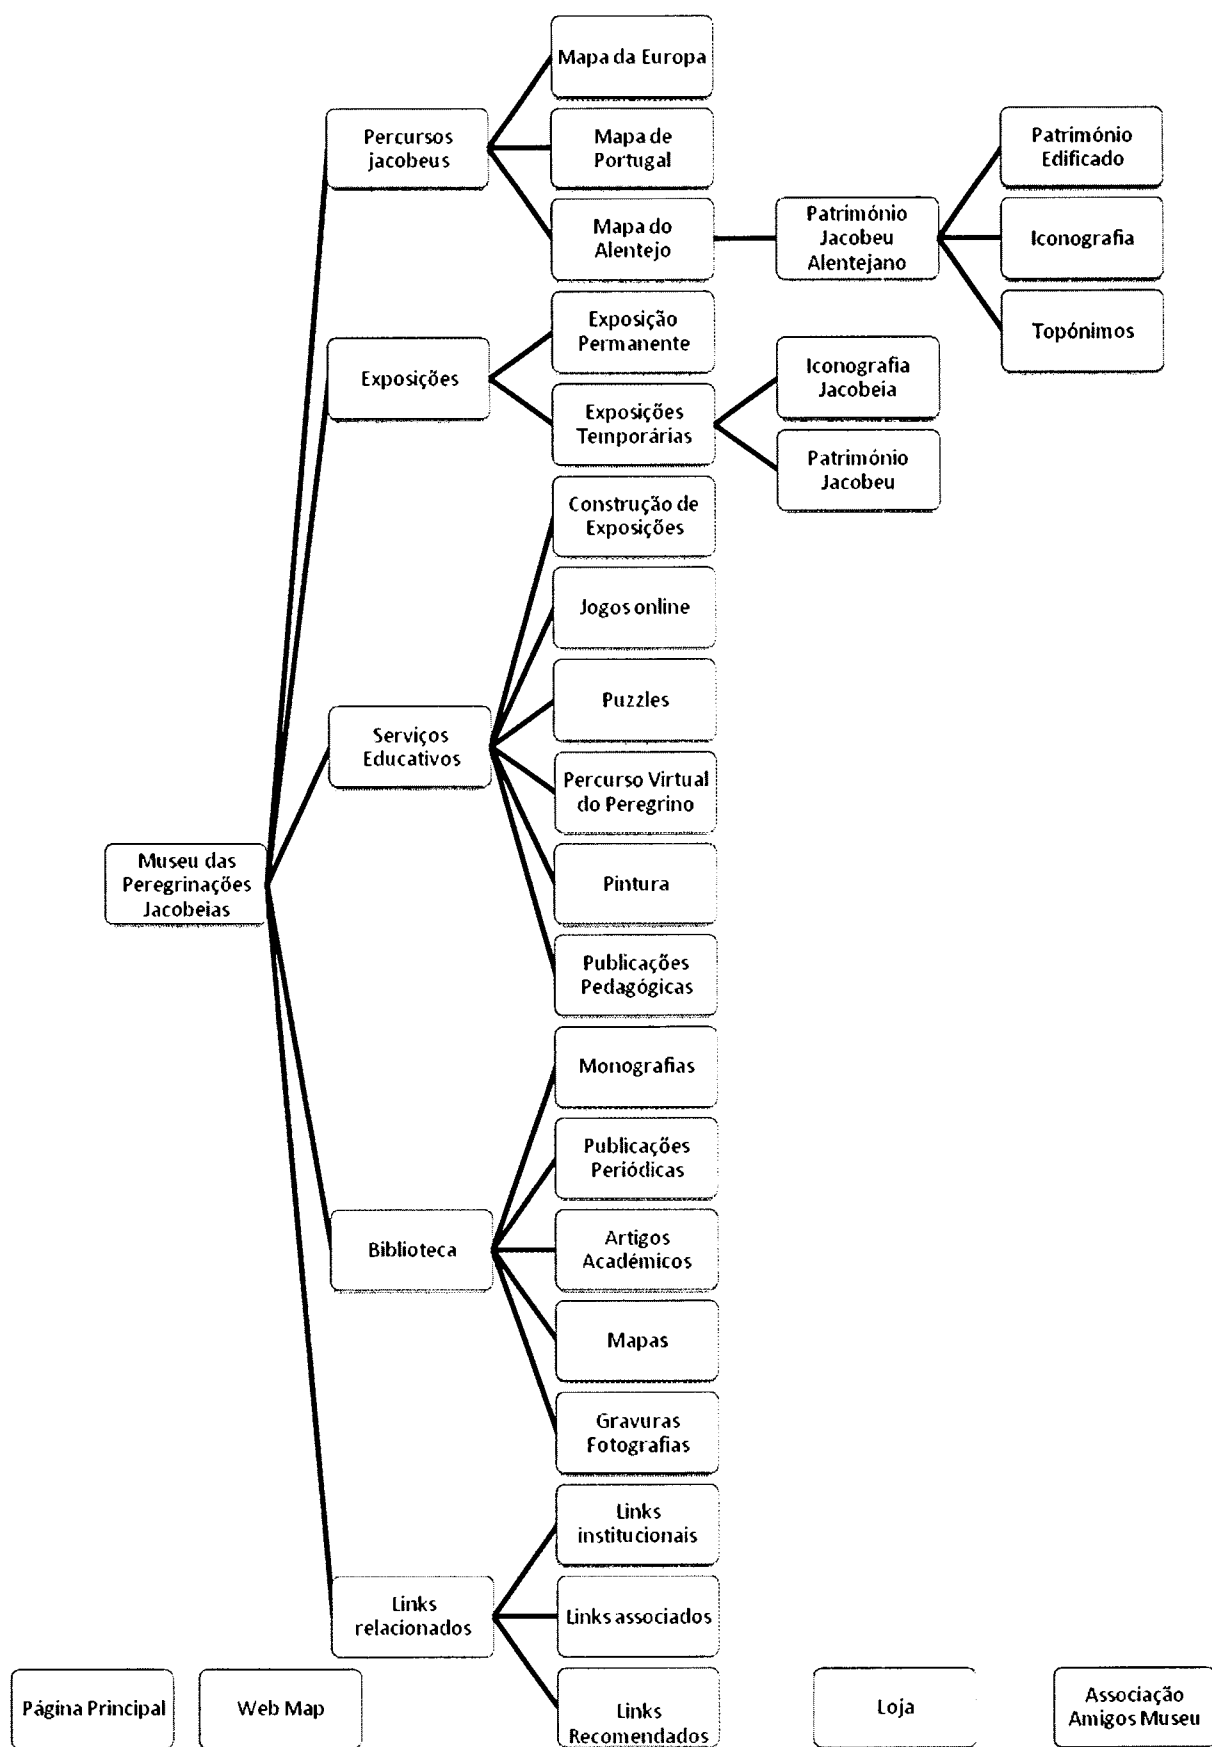 Mapa da Europa
Percursos
jacobeus
Mapa de
Portugal
Mapa do
Alentejo
Património
Jacobeu
Alentejano
Património
Edificado
Iconografia
Topónimos
Exposições
Exposição
Permanente
Exposições
Temporárias
Iconografia
Jacobeia
Património
Jacobeu
Serviços
Educativos
Construção de
Exposições
Jogos online
Puzzles
Percurso Virtual
do Peregrino
Pintura
Publicações
Pedagógicas
Museu das
Peregrinações
Jacobeias
Biblioteca
Monografias
Publicações
Periódicas
Artigos
Académicos
Mapas
Gravuras
Fotografias
Links
relacionados
Links
institucionais
Links associados
Links
Recomendados
Página Principal
Web Map
Loja
Associação
Amigos Museu